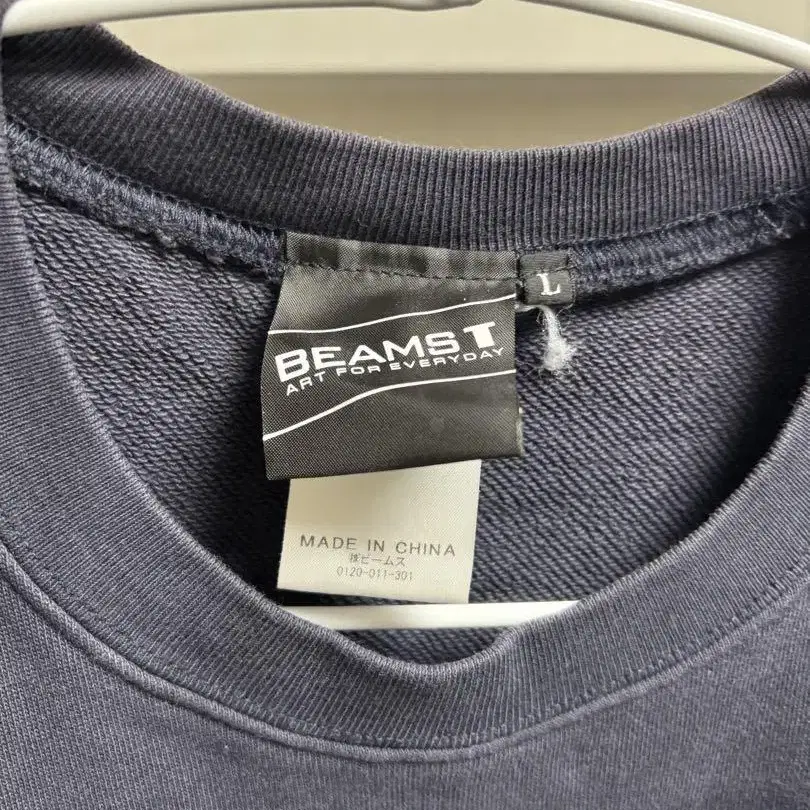 BEAMS T
ART FOR EVERYDAY
L
MADE IN CHINA
㈱ビームス
0120-011-301